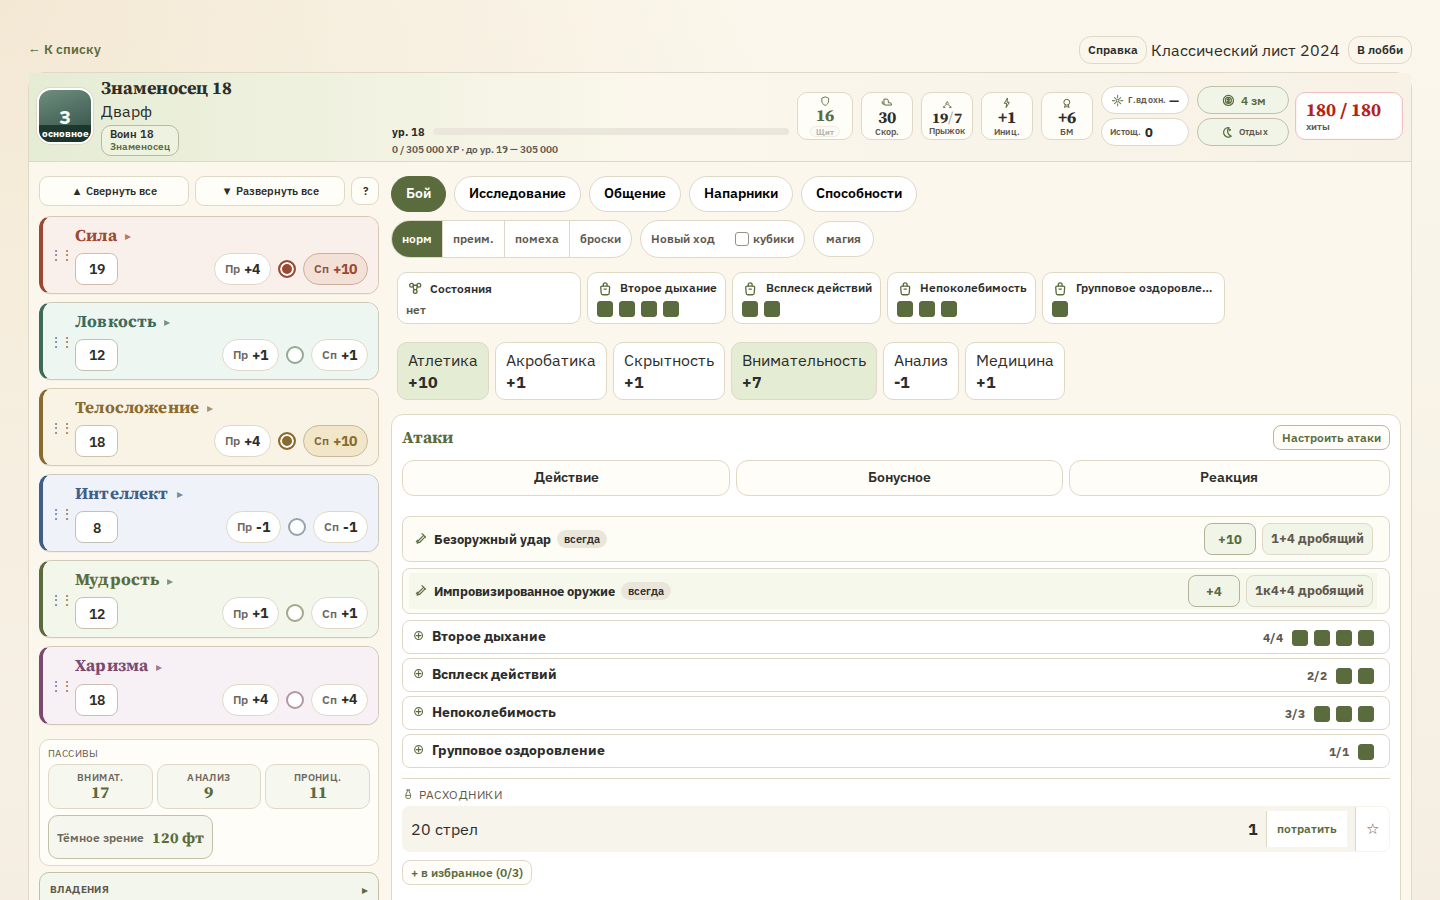 ← К списку
Справка Классический лист 2024 В лобби
З
основное
Знаменосец 18
Дварф
Воин 18
Знаменосец
ур. 18
0 / 305 000 XP · до ур. 19 — 305 000
16
Щит
30
Скор.
19/7
Прыжок
+1
Иниц.
+6
БМ
Г.вдохн. —
Истощ. 0
4 зм
Отдых
180 / 180
хиты
▲ Свернуть все
▼ Развернуть все
?
Сила ▸
19 Пр +4 Сп +10
Ловкость ▸
12 Пр +1 Сп +1
Телосложение ▸
18 Пр +4 Сп +10
Интеллект ▸
8 Пр -1 Сп -1
Мудрость ▸
12 Пр +1 Сп +1
Харизма ▸
18 Пр +4 Сп +4
ПАССИВЫ
ВНИМАТ.
17
АНАЛИЗ
9
ПРОНИЦ.
11
Тёмное зрение 120 фт
ВЛАДЕНИЯ ▸
Бой Исследование Общение Напарники Способности
норм преим. помеха броски Новый ход кубики магия
Состояния
нет
Второе дыхание
Всплеск действий
Непоколебимость
Групповое оздоровле...
Атлетика
+10
Акробатика
+1
Скрытность
+1
Внимательность
+7
Анализ
-1
Медицина
+1
Атаки Настроить атаки
Действие Бонусное Реакция
Безоружный удар всегда +10 1+4 дробящий
Импровизированное оружие всегда +4 1к4+4 дробящий
Второе дыхание 4/4
Всплеск действий 2/2
Непоколебимость 3/3
Групповое оздоровление 1/1
РАСХОДНИКИ
20 стрел 1 потратить ☆
+ в избранное (0/3)